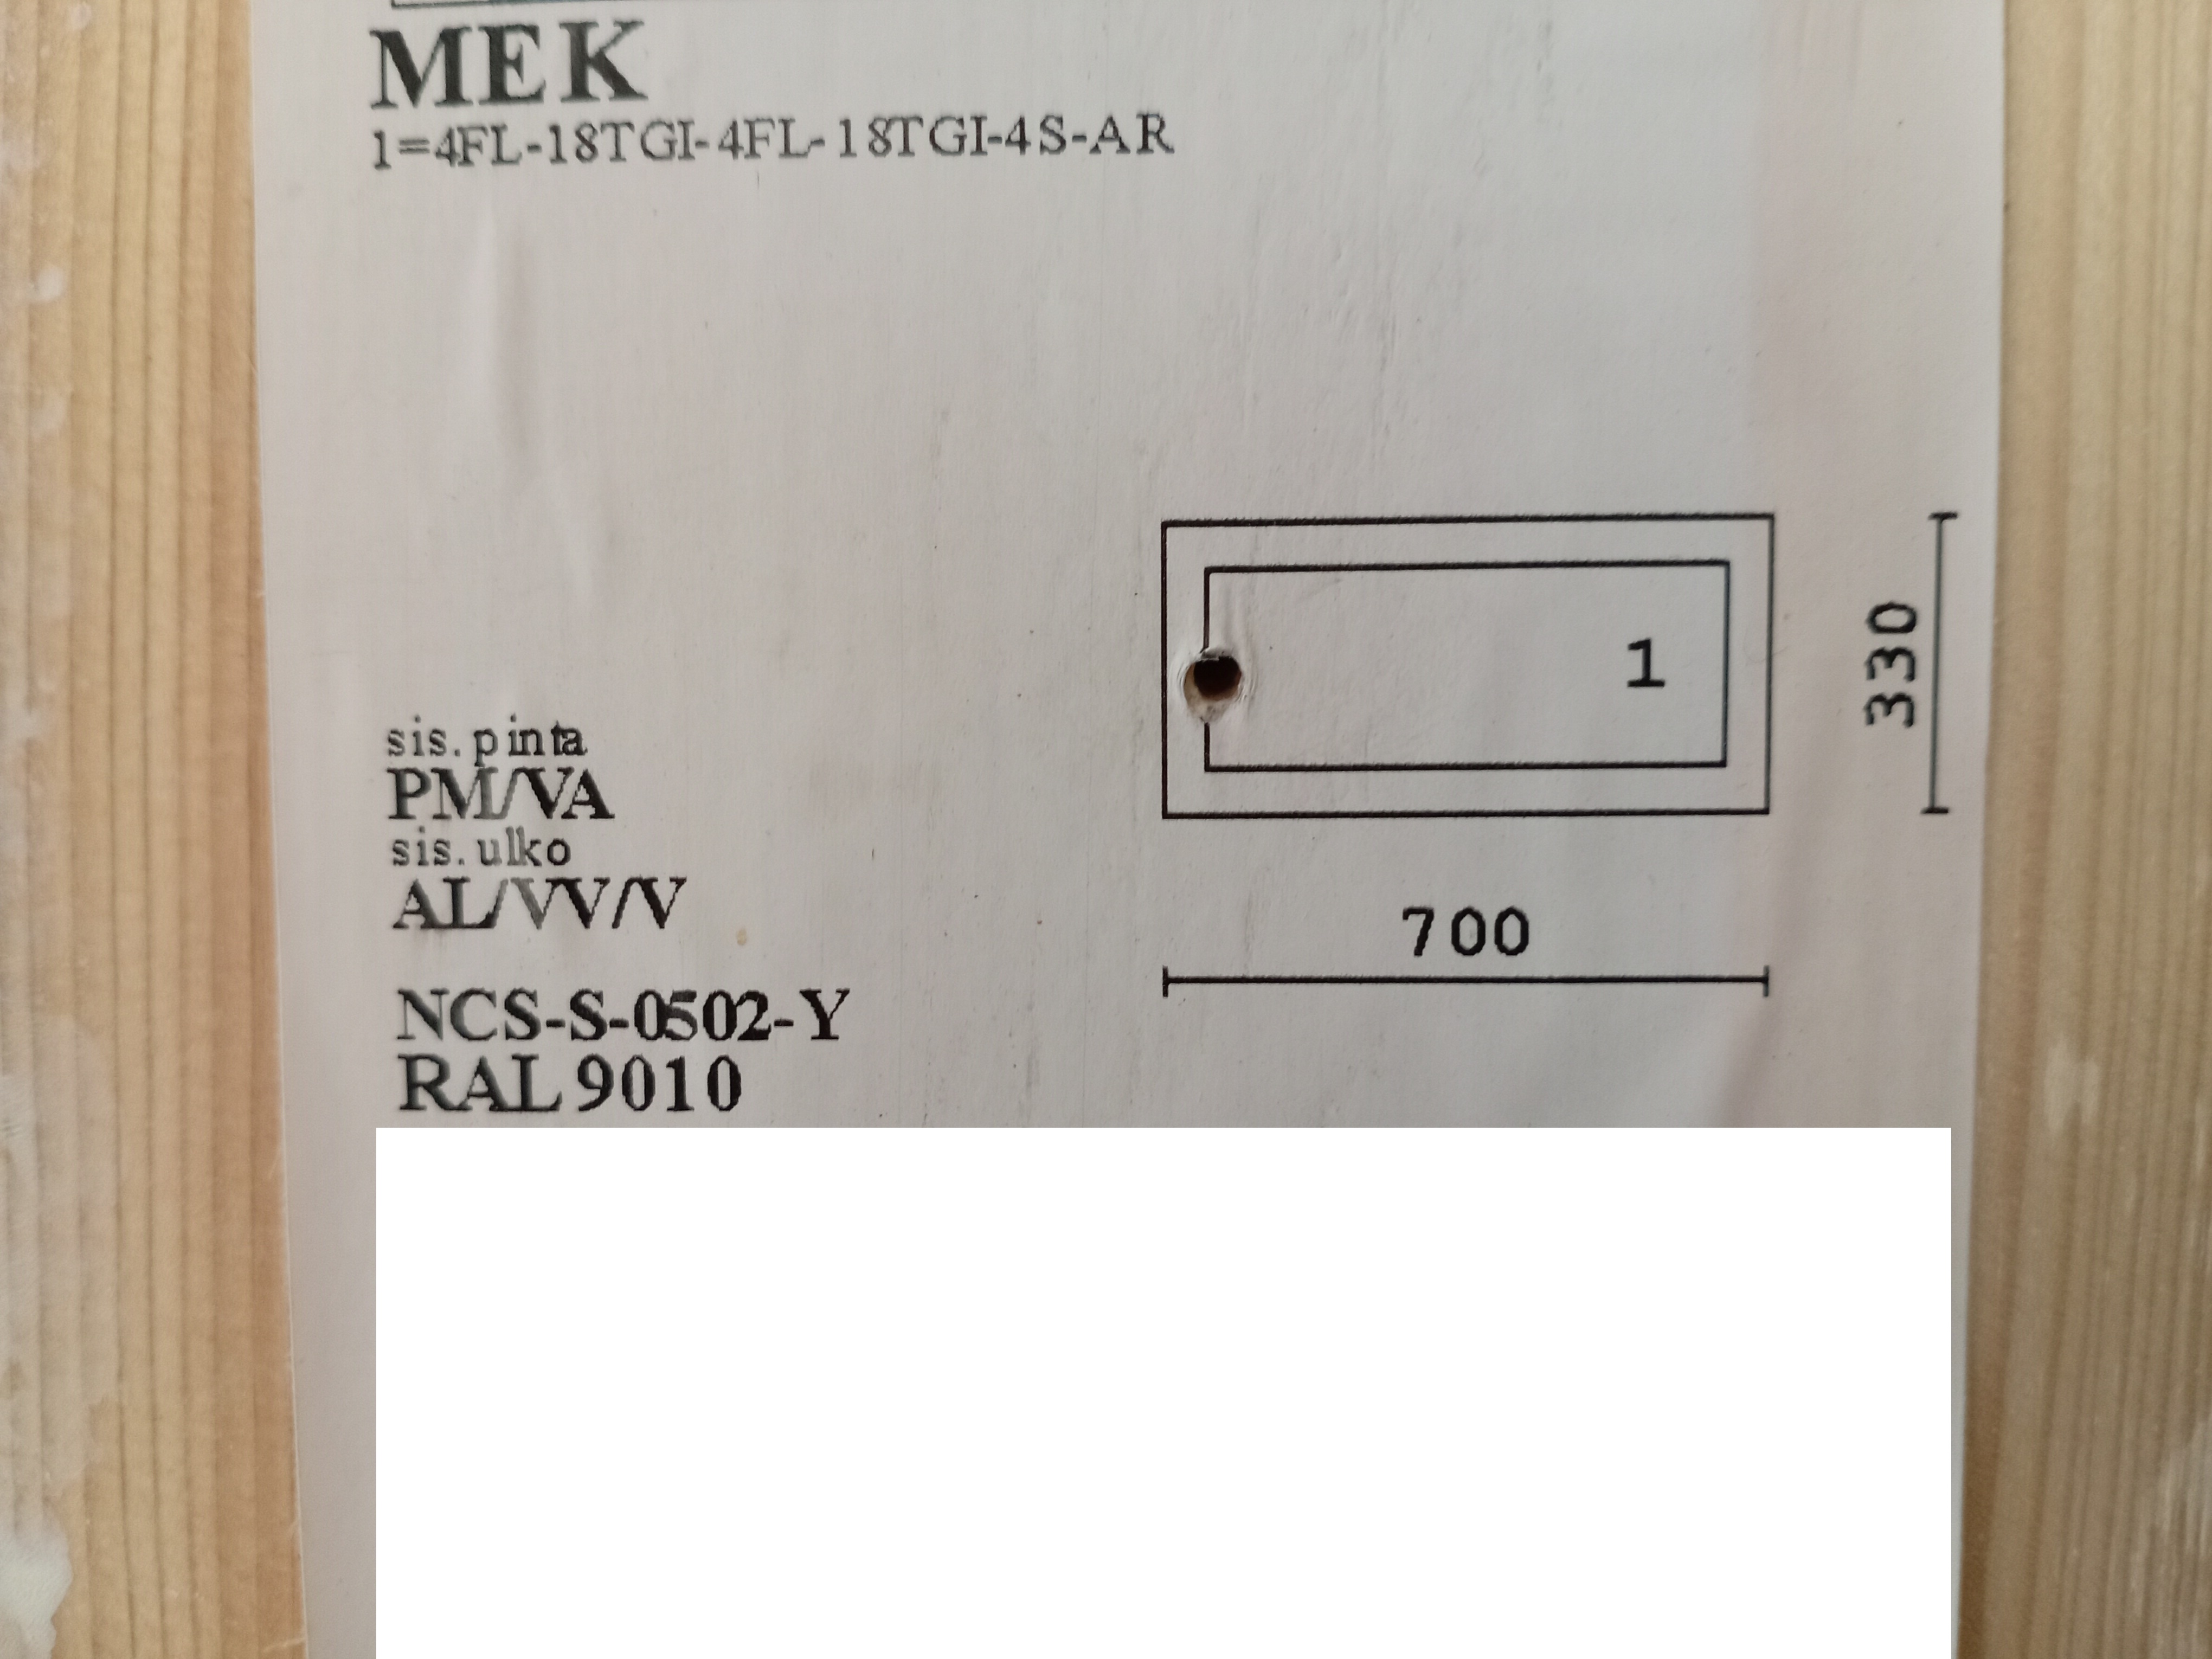 MEK
1=4FL-18TGI-4FL-18TGI-4S-AR
1
330
sis.pinta
PM/VA
sis.ulko
AL/VV/V
700
NCS-S-0502-Y
RAL 9010